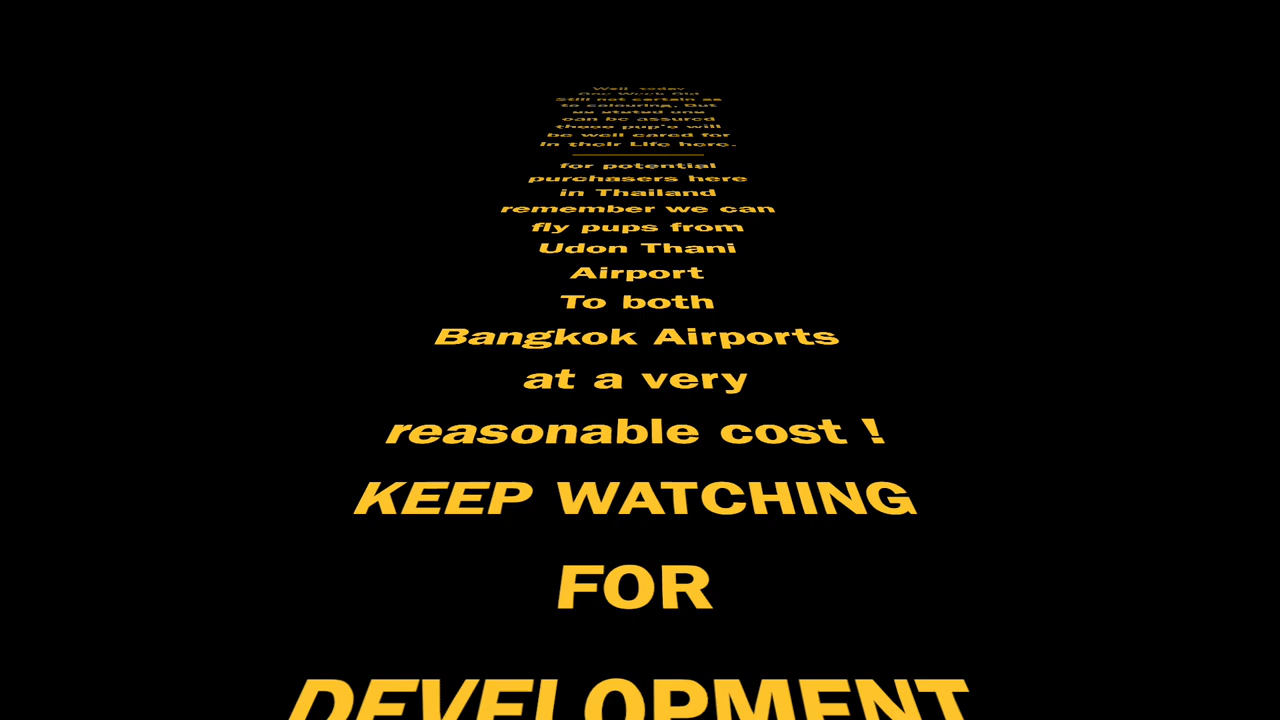 Well today
One Week Old
Still not certain as
to colouring. But
as stated one
can be assured
these pup's will
be well cared for
in their Life here.
for potential
purchasers here
in Thailand
remember we can
fly pups from
Udon Thani
Airport
To both
Bangkok Airports
at a very
reasonable cost !
KEEP WATCHING
FOR
DEVELOPMENT